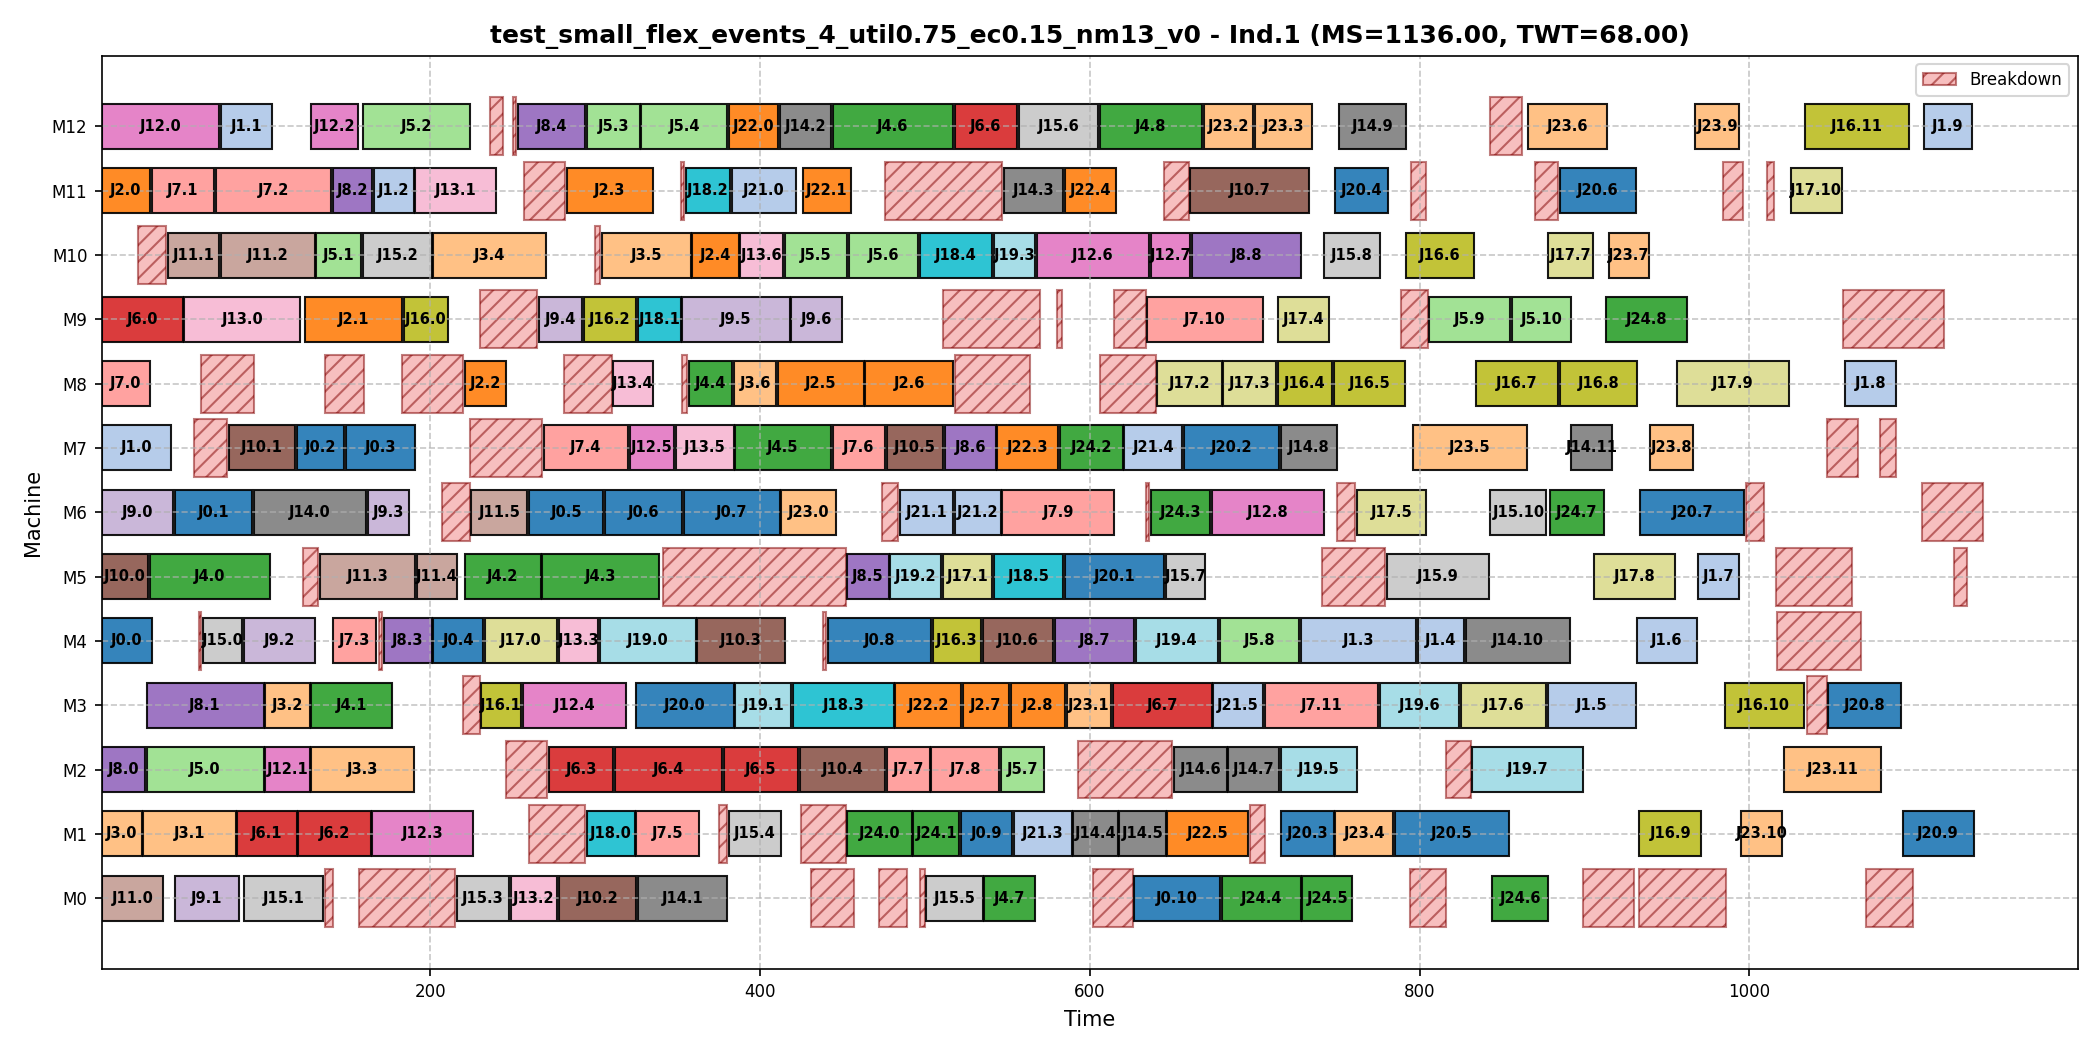 test_small_flex_events_4_util0.75_ec0.15_nm13_v0 - Ind.1 (MS=1136.00, TWT=68.00)
Breakdown
M12 J12.0 J1.1 J12.2 J5.2 J8.4 J5.3 J5.4 J22.0 J14.2 J4.6 J6.6 J15.6 J4.8 J23.2 J23.3 J14.9 J23.6 J23.9 J16.11 J1.9
M11 J2.0 J7.1 J7.2 J8.2 J1.2 J13.1 J2.3 J18.2 J21.0 J22.1 J14.3 J22.4 J10.7 J20.4 J20.6 J17.10
M10 J11.1 J11.2 J5.1 J15.2 J3.4 J3.5 J2.4 J13.6 J5.5 J5.6 J18.4 J19.3 J12.6 J12.7 J8.8 J15.8 J16.6 J17.7 J23.7
M9 J6.0 J13.0 J2.1 J16.0 J9.4 J16.2 J18.1 J9.5 J9.6 J7.10 J17.4 J5.9 J5.10 J24.8
M8 J7.0 J2.2 J13.4 J4.4 J3.6 J2.5 J2.6 J17.2 J17.3 J16.4 J16.5 J16.7 J16.8 J17.9 J1.8
M7 J1.0 J10.1 J0.2 J0.3 J7.4 J12.5 J13.5 J4.5 J7.6 J10.5 J8.6 J22.3 J24.2 J21.4 J20.2 J14.8 J23.5 J14.11 J23.8
M6 J9.0 J0.1 J14.0 J9.3 J11.5 J0.5 J0.6 J0.7 J23.0 J21.1 J21.2 J7.9 J24.3 J12.8 J17.5 J15.10 J24.7 J20.7
M5 J10.0 J4.0 J11.3 J11.4 J4.2 J4.3 J8.5 J19.2 J17.1 J18.5 J20.1 J15.7 J15.9 J17.8 J1.7
M4 J0.0 J15.0 J9.2 J7.3 J8.3 J0.4 J17.0 J13.3 J19.0 J10.3 J0.8 J16.3 J10.6 J8.7 J19.4 J5.8 J1.3 J1.4 J14.10 J1.6
M3 J8.1 J3.2 J4.1 J16.1 J12.4 J20.0 J19.1 J18.3 J22.2 J2.7 J2.8 J23.1 J6.7 J21.5 J7.11 J19.6 J17.6 J1.5 J16.10 J20.8
M2 J8.0 J5.0 J12.1 J3.3 J6.3 J6.4 J6.5 J10.4 J7.7 J7.8 J5.7 J14.6 J14.7 J19.5 J19.7 J23.11
M1 J3.0 J3.1 J6.1 J6.2 J12.3 J18.0 J7.5 J15.4 J24.0 J24.1 J0.9 J21.3 J14.4 J14.5 J22.5 J20.3 J23.4 J20.5 J16.9 J23.10 J20.9
M0 J11.0 J9.1 J15.1 J15.3 J13.2 J10.2 J14.1 J15.5 J4.7 J0.10 J24.4 J24.5 J24.6
Machine
200 400 600 800 1000
Time